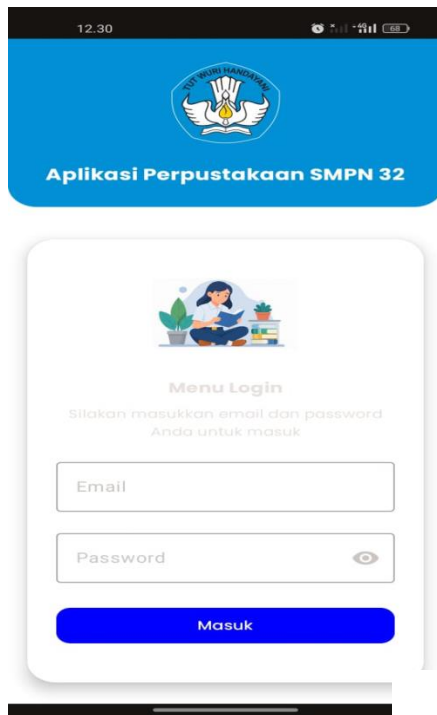 12.30
68
TUT WURI HANDAYANI
Aplikasi Perpustakaan SMPN 32
Menu Login
Silakan masukkan email dan password
Anda untuk masuk
Email
Password
Masuk